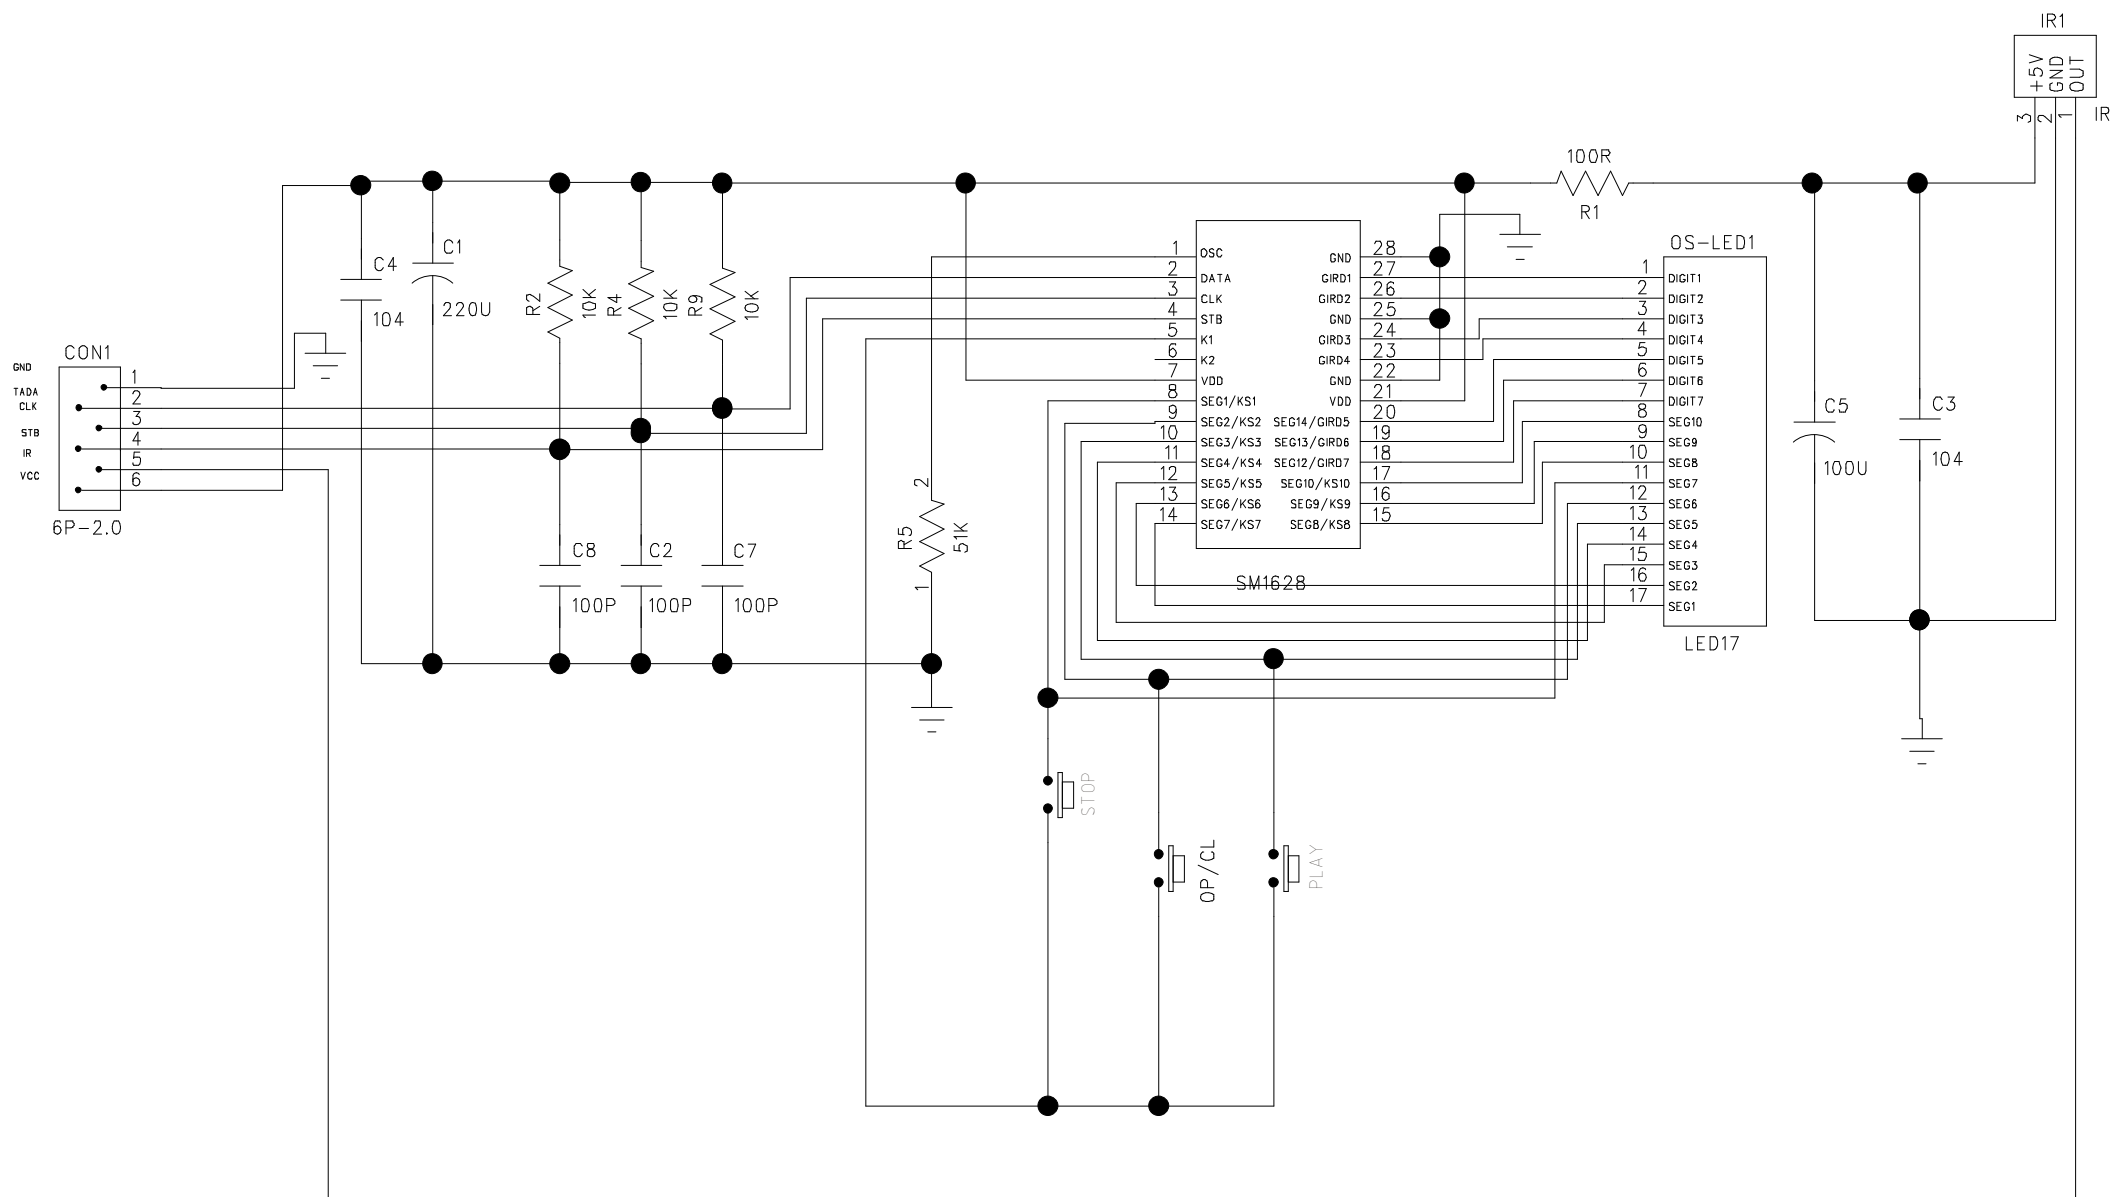 IR1
+5V
GND
OUT
3
2
1
IR
100R
R1
C4
104
C1
220U
R2
10K
R4
10K
R9
10K
CON1
GND
TADA
CLK
STB
IR
VCC
1
2
3
4
5
6
6P-2.0
C8
100P
C2
100P
C7
100P
2
R5
51K
1
1 OSC
2 DATA
3 CLK
4 STB
5 K1
6 K2
7 VDD
8 SEG1/KS1
9 SEG2/KS2
10 SEG3/KS3
11 SEG4/KS4
12 SEG5/KS5
13 SEG6/KS6
14 SEG7/KS7
GND 28
GIRD1 27
GIRD2 26
GND 25
GIRD3 24
GIRD4 23
GND 22
VDD 21
SEG14/GIRD5 20
SEG13/GIRD6 19
SEG12/GIRD7 18
SEG10/KS10 17
SEG9/KS9 16
SEG8/KS8 15
SM1628
OS-LED1
1 DIGIT1
2 DIGIT2
3 DIGIT3
4 DIGIT4
5 DIGIT5
6 DIGIT6
7 DIGIT7
8 SEG10
9 SEG9
10 SEG8
11 SEG7
12 SEG6
13 SEG5
14 SEG4
15 SEG3
16 SEG2
17 SEG1
LED17
C5
100U
C3
104
STOP
OP/CL
PLAY